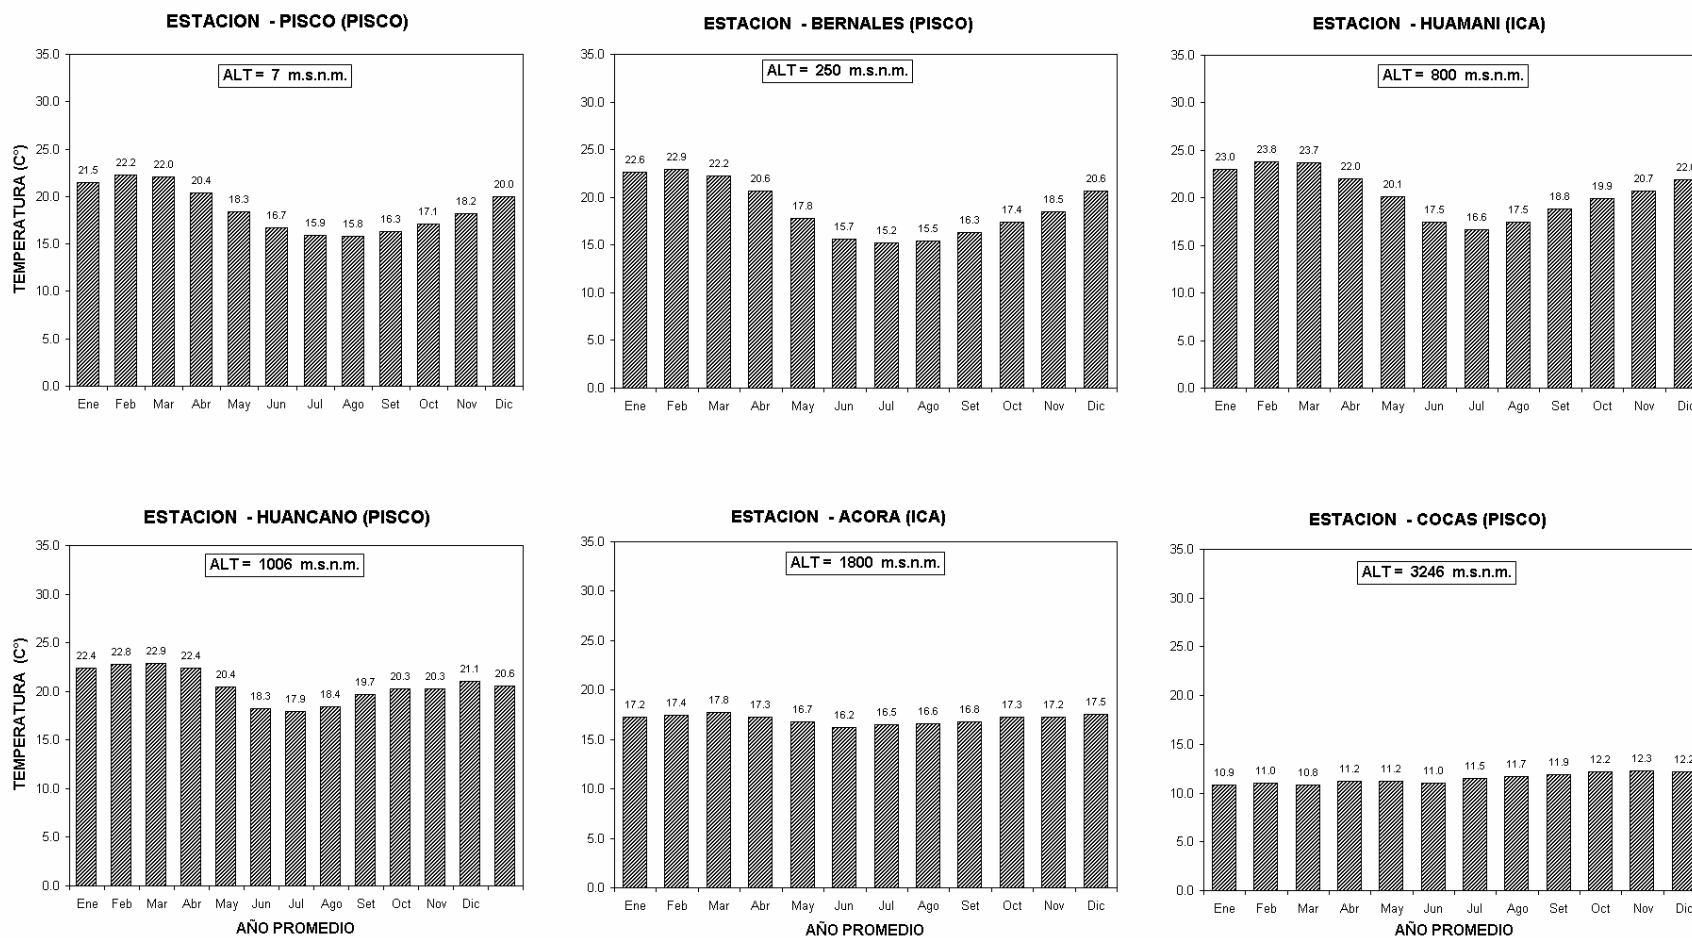 ESTACION - PISCO (PISCO)
ALT = 7 m.s.n.m.
TEMPERATURA (C°)
35.0
30.0
25.0
20.0
15.0
10.0
5.0
0.0
21.5 22.2 22.0 20.4 18.3 16.7 15.9 15.8 16.3 17.1 18.2 20.0
Ene Feb Mar Abr May Jun Jul Ago Set Oct Nov Dic
ESTACION - BERNALES (PISCO)
ALT = 250 m.s.n.m.
35.0
30.0
25.0
20.0
15.0
10.0
5.0
0.0
22.6 22.9 22.2 20.6 17.8 15.7 15.2 15.5 16.3 17.4 18.5 20.6
Ene Feb Mar Abr May Jun Jul Ago Set Oct Nov Dic
ESTACION - HUAMANI (ICA)
ALT = 800 m.s.n.m.
35.0
30.0
25.0
20.0
15.0
10.0
5.0
0.0
23.0 23.8 23.7 22.0 20.1 17.5 16.6 17.5 18.8 19.9 20.7 22.0
Ene Feb Mar Abr May Jun Jul Ago Set Oct Nov Dic
ESTACION - HUANCANO (PISCO)
ALT = 1006 m.s.n.m.
TEMPERATURA (C°)
35.0
30.0
25.0
20.0
15.0
10.0
5.0
0.0
22.4 22.8 22.9 22.4 20.4 18.3 17.9 18.4 19.7 20.3 20.3 21.1 20.6
Ene Feb Mar Abr May Jun Jul Ago Set Oct Nov Dic
AÑO PROMEDIO
ESTACION - ACORA (ICA)
ALT = 1800 m.s.n.m.
35.0
30.0
25.0
20.0
15.0
10.0
5.0
0.0
17.2 17.4 17.8 17.3 16.7 16.2 16.5 16.6 16.8 17.3 17.2 17.5
Ene Feb Mar Abr May Jun Jul Ago Set Oct Nov Dic
AÑO PROMEDIO
ESTACION - COCAS (PISCO)
ALT = 3246 m.s.n.m.
35.0
30.0
25.0
20.0
15.0
10.0
5.0
0.0
10.9 11.0 10.8 11.2 11.2 11.0 11.5 11.7 11.9 12.2 12.3 12.2
Ene Feb Mar Abr May Jun Jul Ago Set Oct Nov Dic
AÑO PROMEDIO